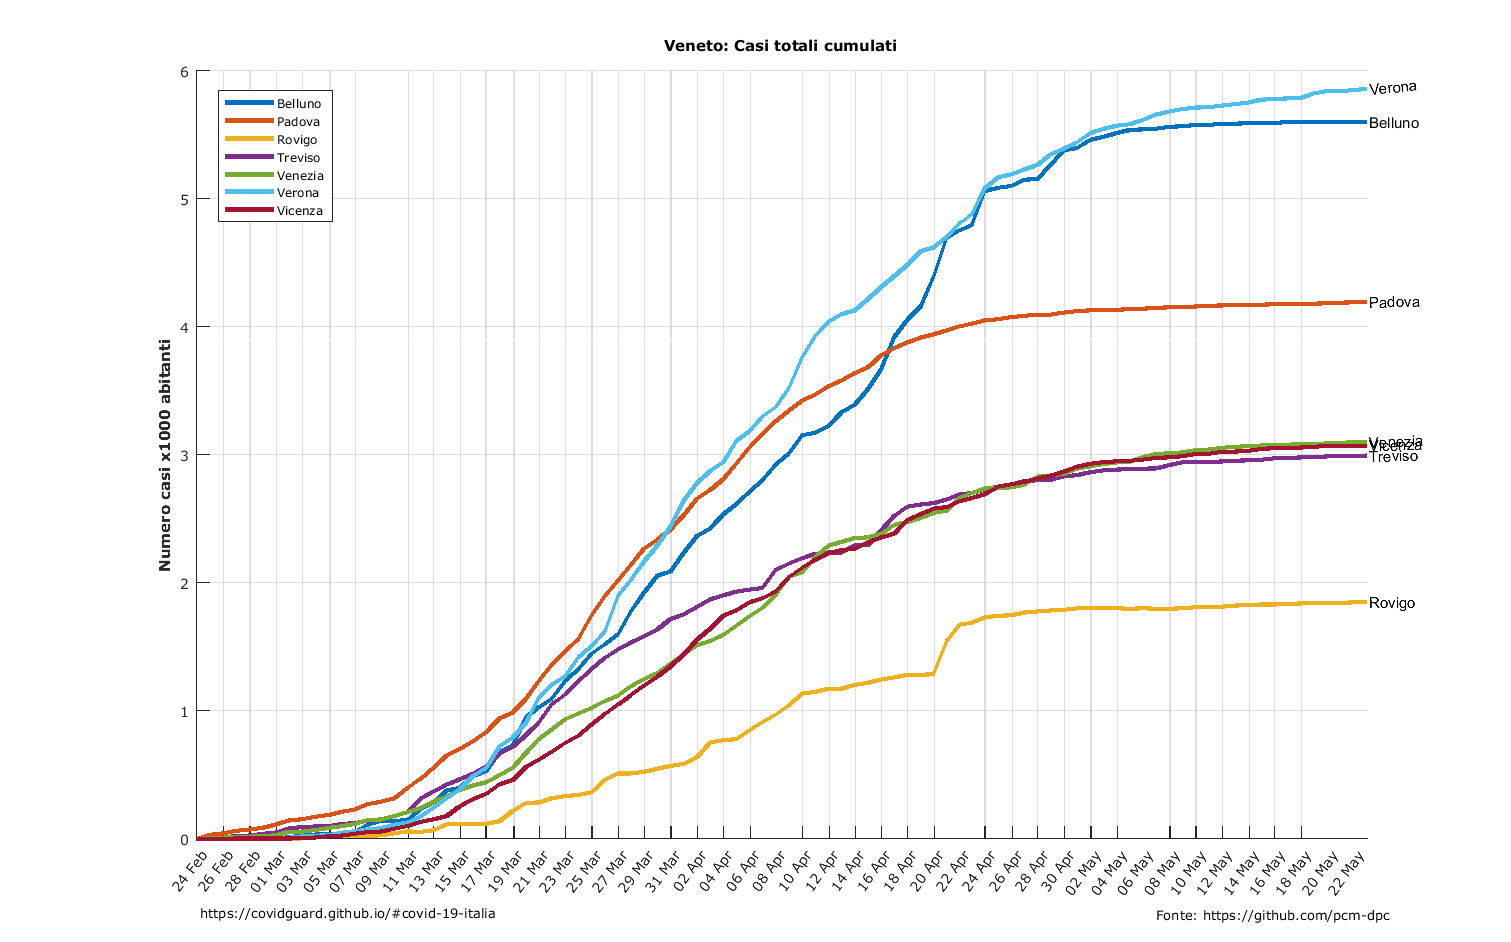 Veneto: Casi totali cumulati
Numero casi x1000 abitanti
6
5
4
3
2
1
0
Belluno
Padova
Rovigo
Treviso
Venezia
Verona
Vicenza
Verona
Belluno
Padova
Venezia
Vicenza
Treviso
Rovigo
24 Feb
26 Feb
28 Feb
01 Mar
03 Mar
05 Mar
07 Mar
09 Mar
11 Mar
13 Mar
15 Mar
17 Mar
19 Mar
21 Mar
23 Mar
25 Mar
27 Mar
29 Mar
31 Mar
02 Apr
04 Apr
06 Apr
08 Apr
10 Apr
12 Apr
14 Apr
16 Apr
18 Apr
20 Apr
22 Apr
24 Apr
26 Apr
28 Apr
30 Apr
02 May
04 May
06 May
08 May
10 May
12 May
14 May
16 May
18 May
20 May
22 May
https://covidguard.github.io/#covid-19-italia
Fonte: https://github.com/pcm-dpc